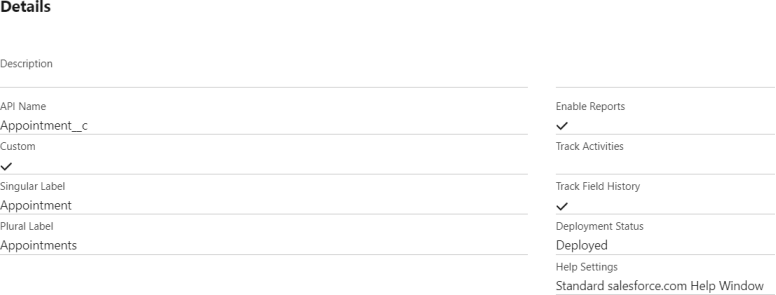 Details
Description
API Name
Appointment__c
Custom
Singular Label
Appointment
Plural Label
Appointments
Enable Reports
Track Activities
Track Field History
Deployment Status
Deployed
Help Settings
Standard salesforce.com Help Window